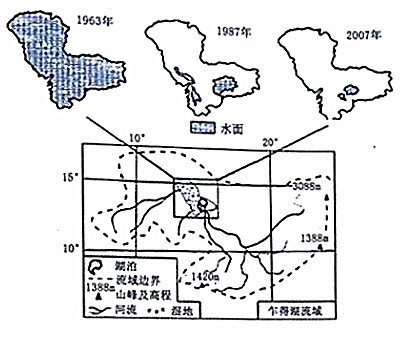 1963年
1987年
2007年
水面
10°
20°
15°
3088m
10°
1388m
湖泊
1420m
流域边界
1388m
山峰及高程
河流
湿地
乍得湖流域